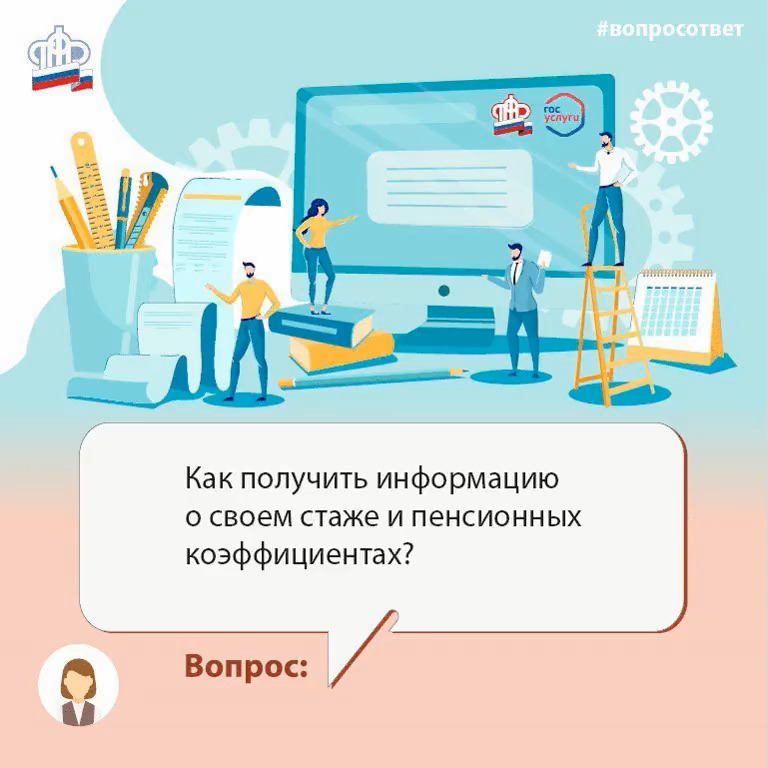 #вопросответ
гос
услуги
Как получить информацию
о своем стаже и пенсионных
коэффициентах?
Вопрос: